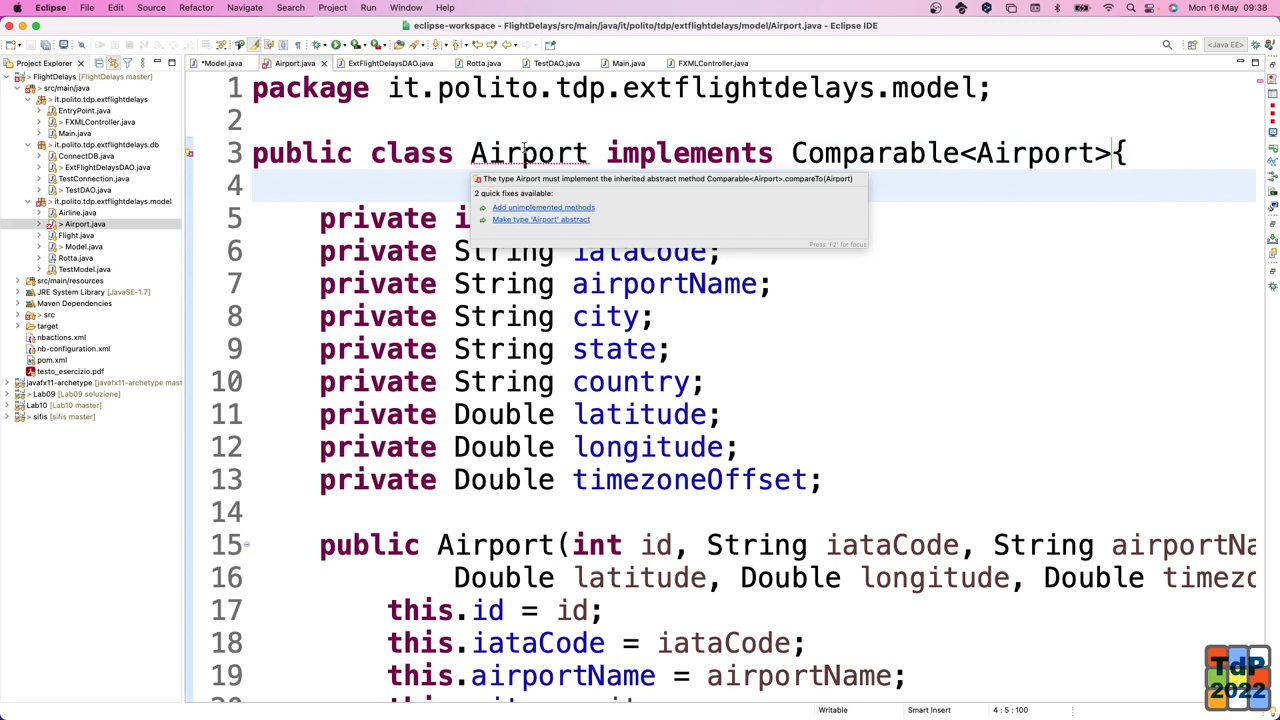 Eclipse File Edit Source Refactor Navigate Search Project Run Window Help
Mon 16 May 09:38
eclipse-workspace - FlightDelays/src/main/java/it/polito/tdp/extflightdelays/model/Airport.java - Eclipse IDE
<Java EE>
Project Explorer
*Model.java Airport.java ExtFlightDelaysDAO.java Rotta.java TestDAO.java Main.java FXMLController.java
> FlightDelays [FlightDelays master]
> src/main/java
> it.polito.tdp.extflightdelays
EntryPoint.java
> FXMLController.java
Main.java
> it.polito.tdp.extflightdelays.db
ConnectDB.java
> ExtFlightDelaysDAO.java
TestConnection.java
> TestDAO.java
> it.polito.tdp.extflightdelays.model
Airline.java
> Airport.java
Flight.java
> Model.java
Rotta.java
TestModel.java
src/main/resources
JRE System Library [JavaSE-1.7]
Maven Dependencies
> src
target
nbactions.xml
nb-configuration.xml
pom.xml
testo_esercizio.pdf
javafx11-archetype [javafx11-archetype mast
> Lab09 [Lab09 soluzione]
Lab10 [Lab10 master]
> sifis [sifis master]
1 package it.polito.tdp.extflightdelays.model;
2
3 public class Airport implements Comparable<Airport>{
4
The type Airport must implement the inherited abstract method Comparable<Airport>.compareTo(Airport)
2 quick fixes available:
Add unimplemented methods
Make type 'Airport' abstract
Press 'F2' for focus
5 private i
6 private String iataCode;
7 private String airportName;
8 private String city;
9 private String state;
10 private String country;
11 private Double latitude;
12 private Double longitude;
13 private Double timezoneOffset;
14
15 public Airport(int id, String iataCode, String airportNa
16 Double latitude, Double longitude, Double timezo
17 this.id = id;
18 this.iataCode = iataCode;
19 this.airportName = airportName;
Writable Smart Insert 4 : 5 : 100
TdP
2022